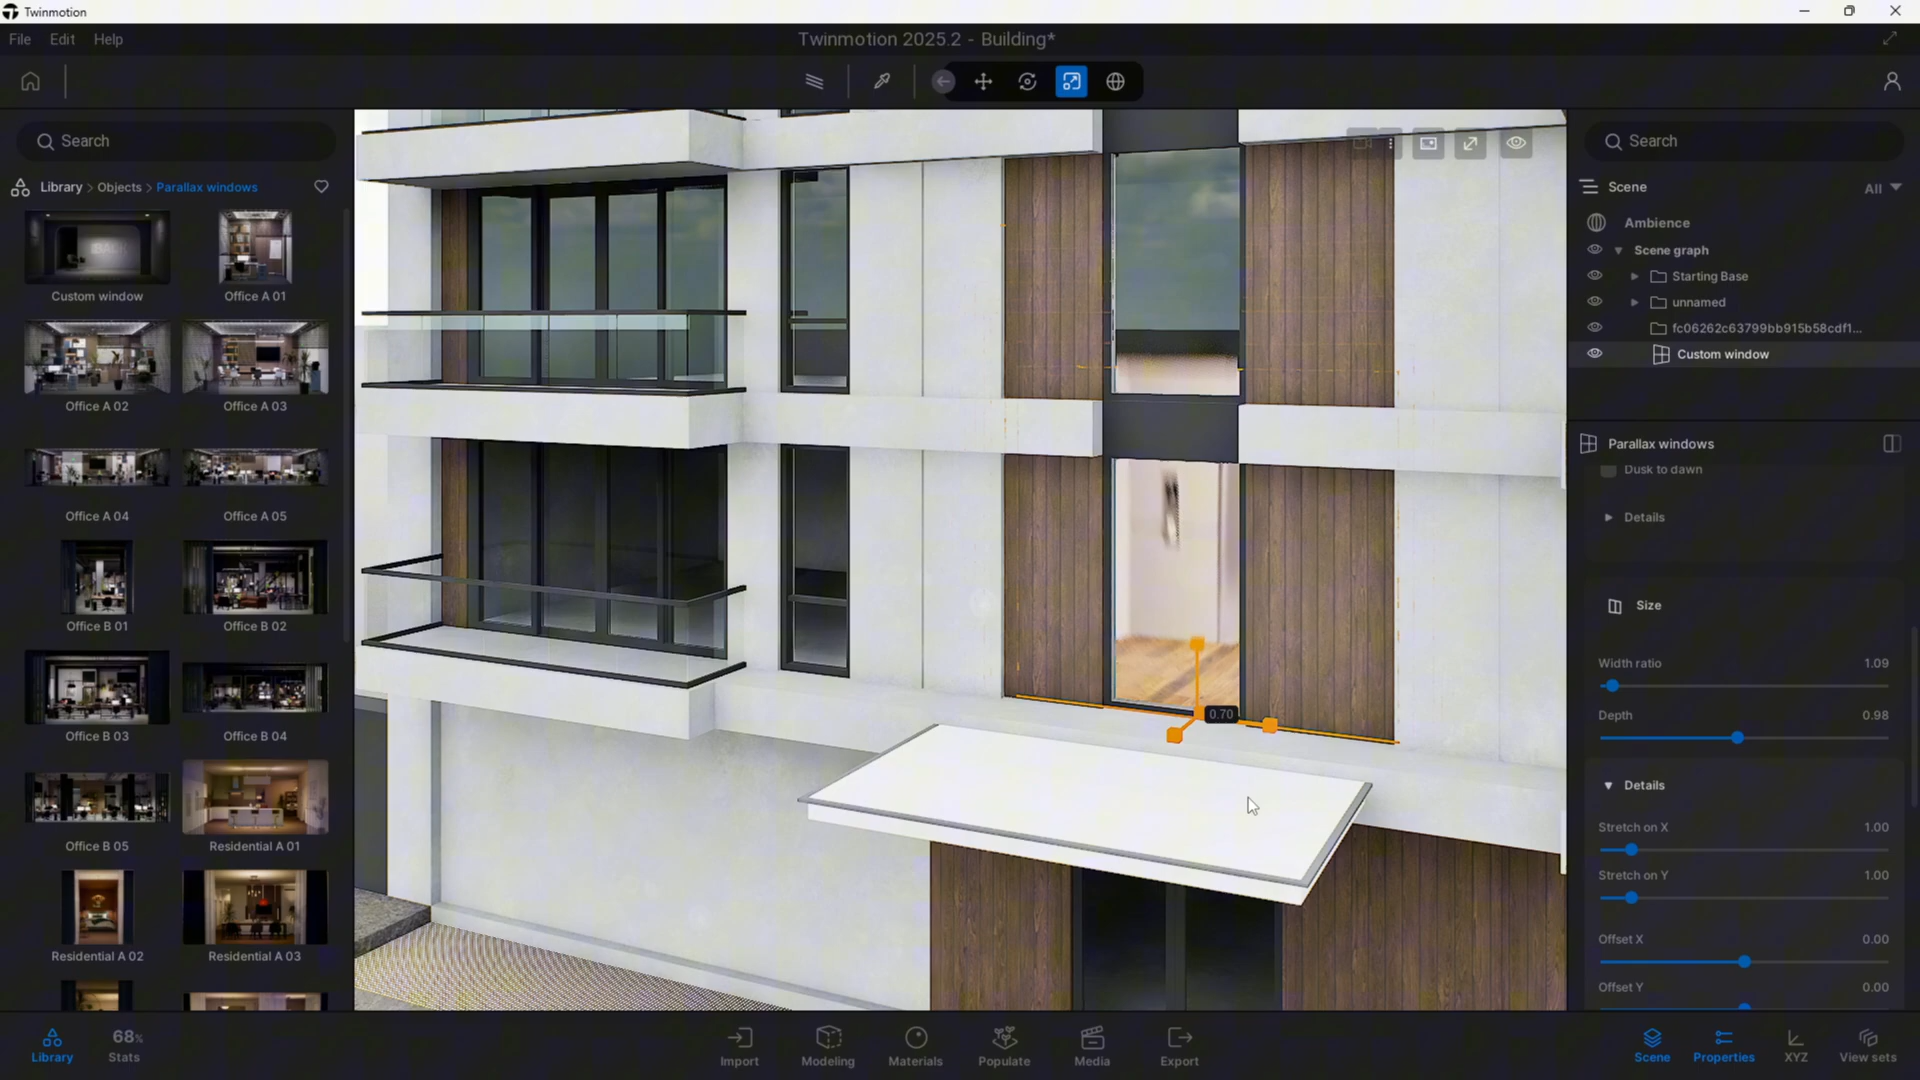 Twinmotion
File Edit Help
Twinmotion 2025.2 - Building*
Search
Library > Objects > Parallax windows
Custom window
Office A 01
Office A 02
Office A 03
Office A 04
Office A 05
Office B 01
Office B 02
Office B 03
Office B 04
Office B 05
Residential A 01
Residential A 02
Residential A 03
0.70
Search
Scene
All
Ambience
Scene graph
Starting Base
unnamed
fc06262c63799bb915b58cdf1...
Custom window
Parallax windows
Dusk to dawn
Details
Size
Width ratio 1.09
Depth 0.98
Details
Stretch on X 1.00
Stretch on Y 1.00
Offset X 0.00
Offset Y 0.00
Library
68%
Stats
Import
Modeling
Materials
Populate
Media
Export
Scene
Properties
XYZ
View sets